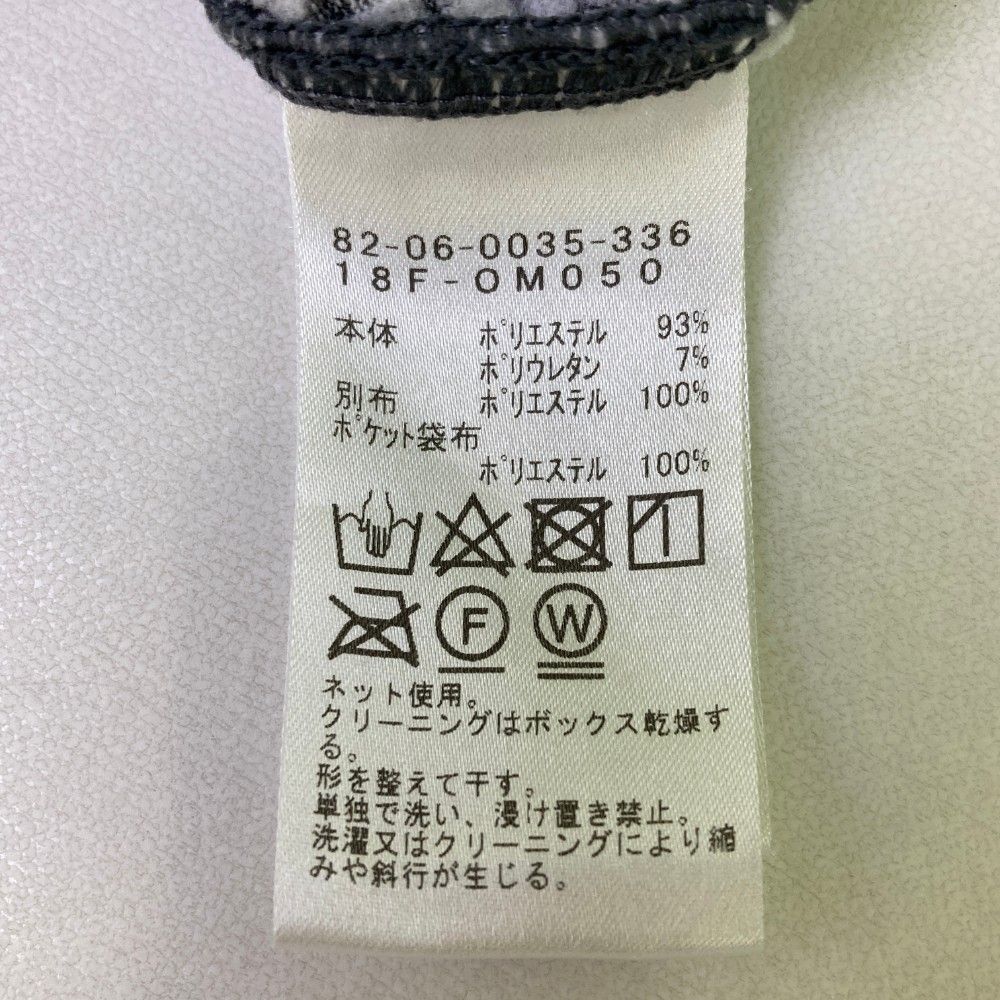 82-06-0035-336
18F-OM050
本体 ポリエステル 93%
ポリウレタン 7%
別布 ポリエステル 100%
ポケット袋布
ポリエステル 100%
F W
ネット使用。
クリーニングはボックス乾燥す
る。
形を整えて干す。
単独で洗い、浸け置き禁止。
洗濯又はクリーニングにより縮
みや斜行が生じる。